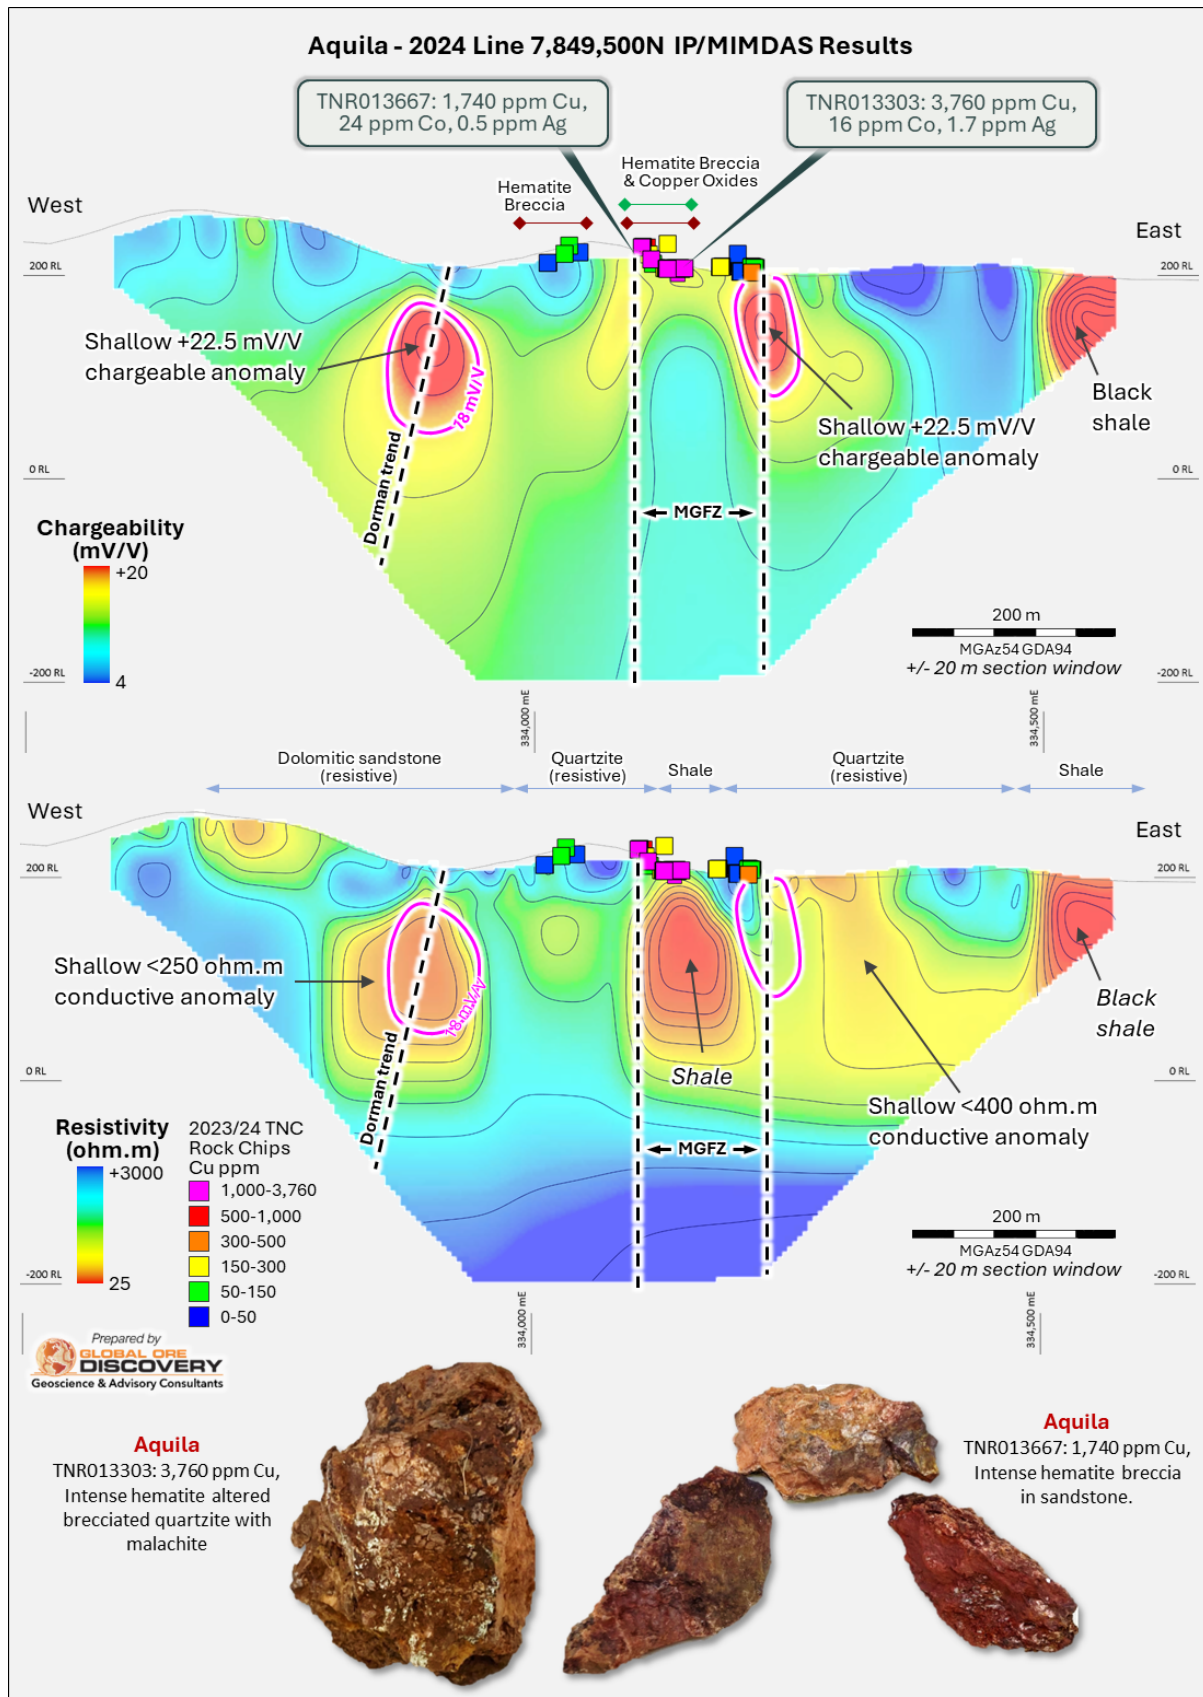 Aquila - 2024 Line 7,849,500N IP/MIMDAS Results
TNR013667: 1,740 ppm Cu,
24 ppm Co, 0.5 ppm Ag
TNR013303: 3,760 ppm Cu,
16 ppm Co, 1.7 ppm Ag
Hematite
Breccia
Hematite Breccia
& Copper Oxides
West
East
200 RL
200 RL
Shallow +22.5 mV/V
chargeable anomaly
18 mV/V
Black
shale
Shallow +22.5 mV/V
chargeable anomaly
0 RL
0 RL
Dorman trend
MGFZ
Chargeability
(mV/V)
+20
4
200 m
MGAz54 GDA94
+/- 20 m section window
-200 RL
-200 RL
334,000 mE
334,500 mE
Dolomitic sandstone
(resistive)
Quartzite
(resistive)
Shale
Quartzite
(resistive)
Shale
West
East
200 RL
200 RL
Shallow <250 ohm.m
conductive anomaly
18 mV/V
Black
shale
Shale
0 RL
0 RL
Shallow <400 ohm.m
conductive anomaly
Dorman trend
MGFZ
Resistivity
(ohm.m)
+3000
25
2023/24 TNC
Rock Chips
Cu ppm
1,000-3,760
500-1,000
300-500
150-300
50-150
0-50
200 m
MGAz54 GDA94
+/- 20 m section window
-200 RL
-200 RL
334,000 mE
334,500 mE
Prepared by
GLOBAL ORE
DISCOVERY
Geoscience & Advisory Consultants
Aquila
TNR013303: 3,760 ppm Cu,
Intense hematite altered
brecciated quartzite with
malachite
Aquila
TNR013667: 1,740 ppm Cu,
Intense hematite breccia
in sandstone.